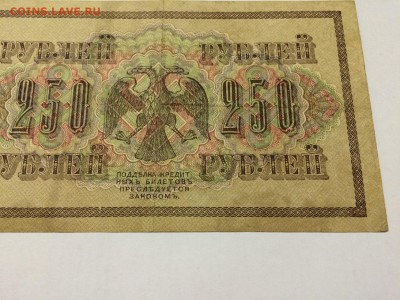 COINS.LAVE.RU
РУБЛЕЙ РУБЛЕЙ
250 250
РУБЛЕЙ РУБЛЕЙ
ПОДДѢЛКА КРЕДИТ-
НЫХЪ БИЛЕТОВЪ
ПРЕСЛѢДУЕТСЯ
ЗАКОНОМЪ.